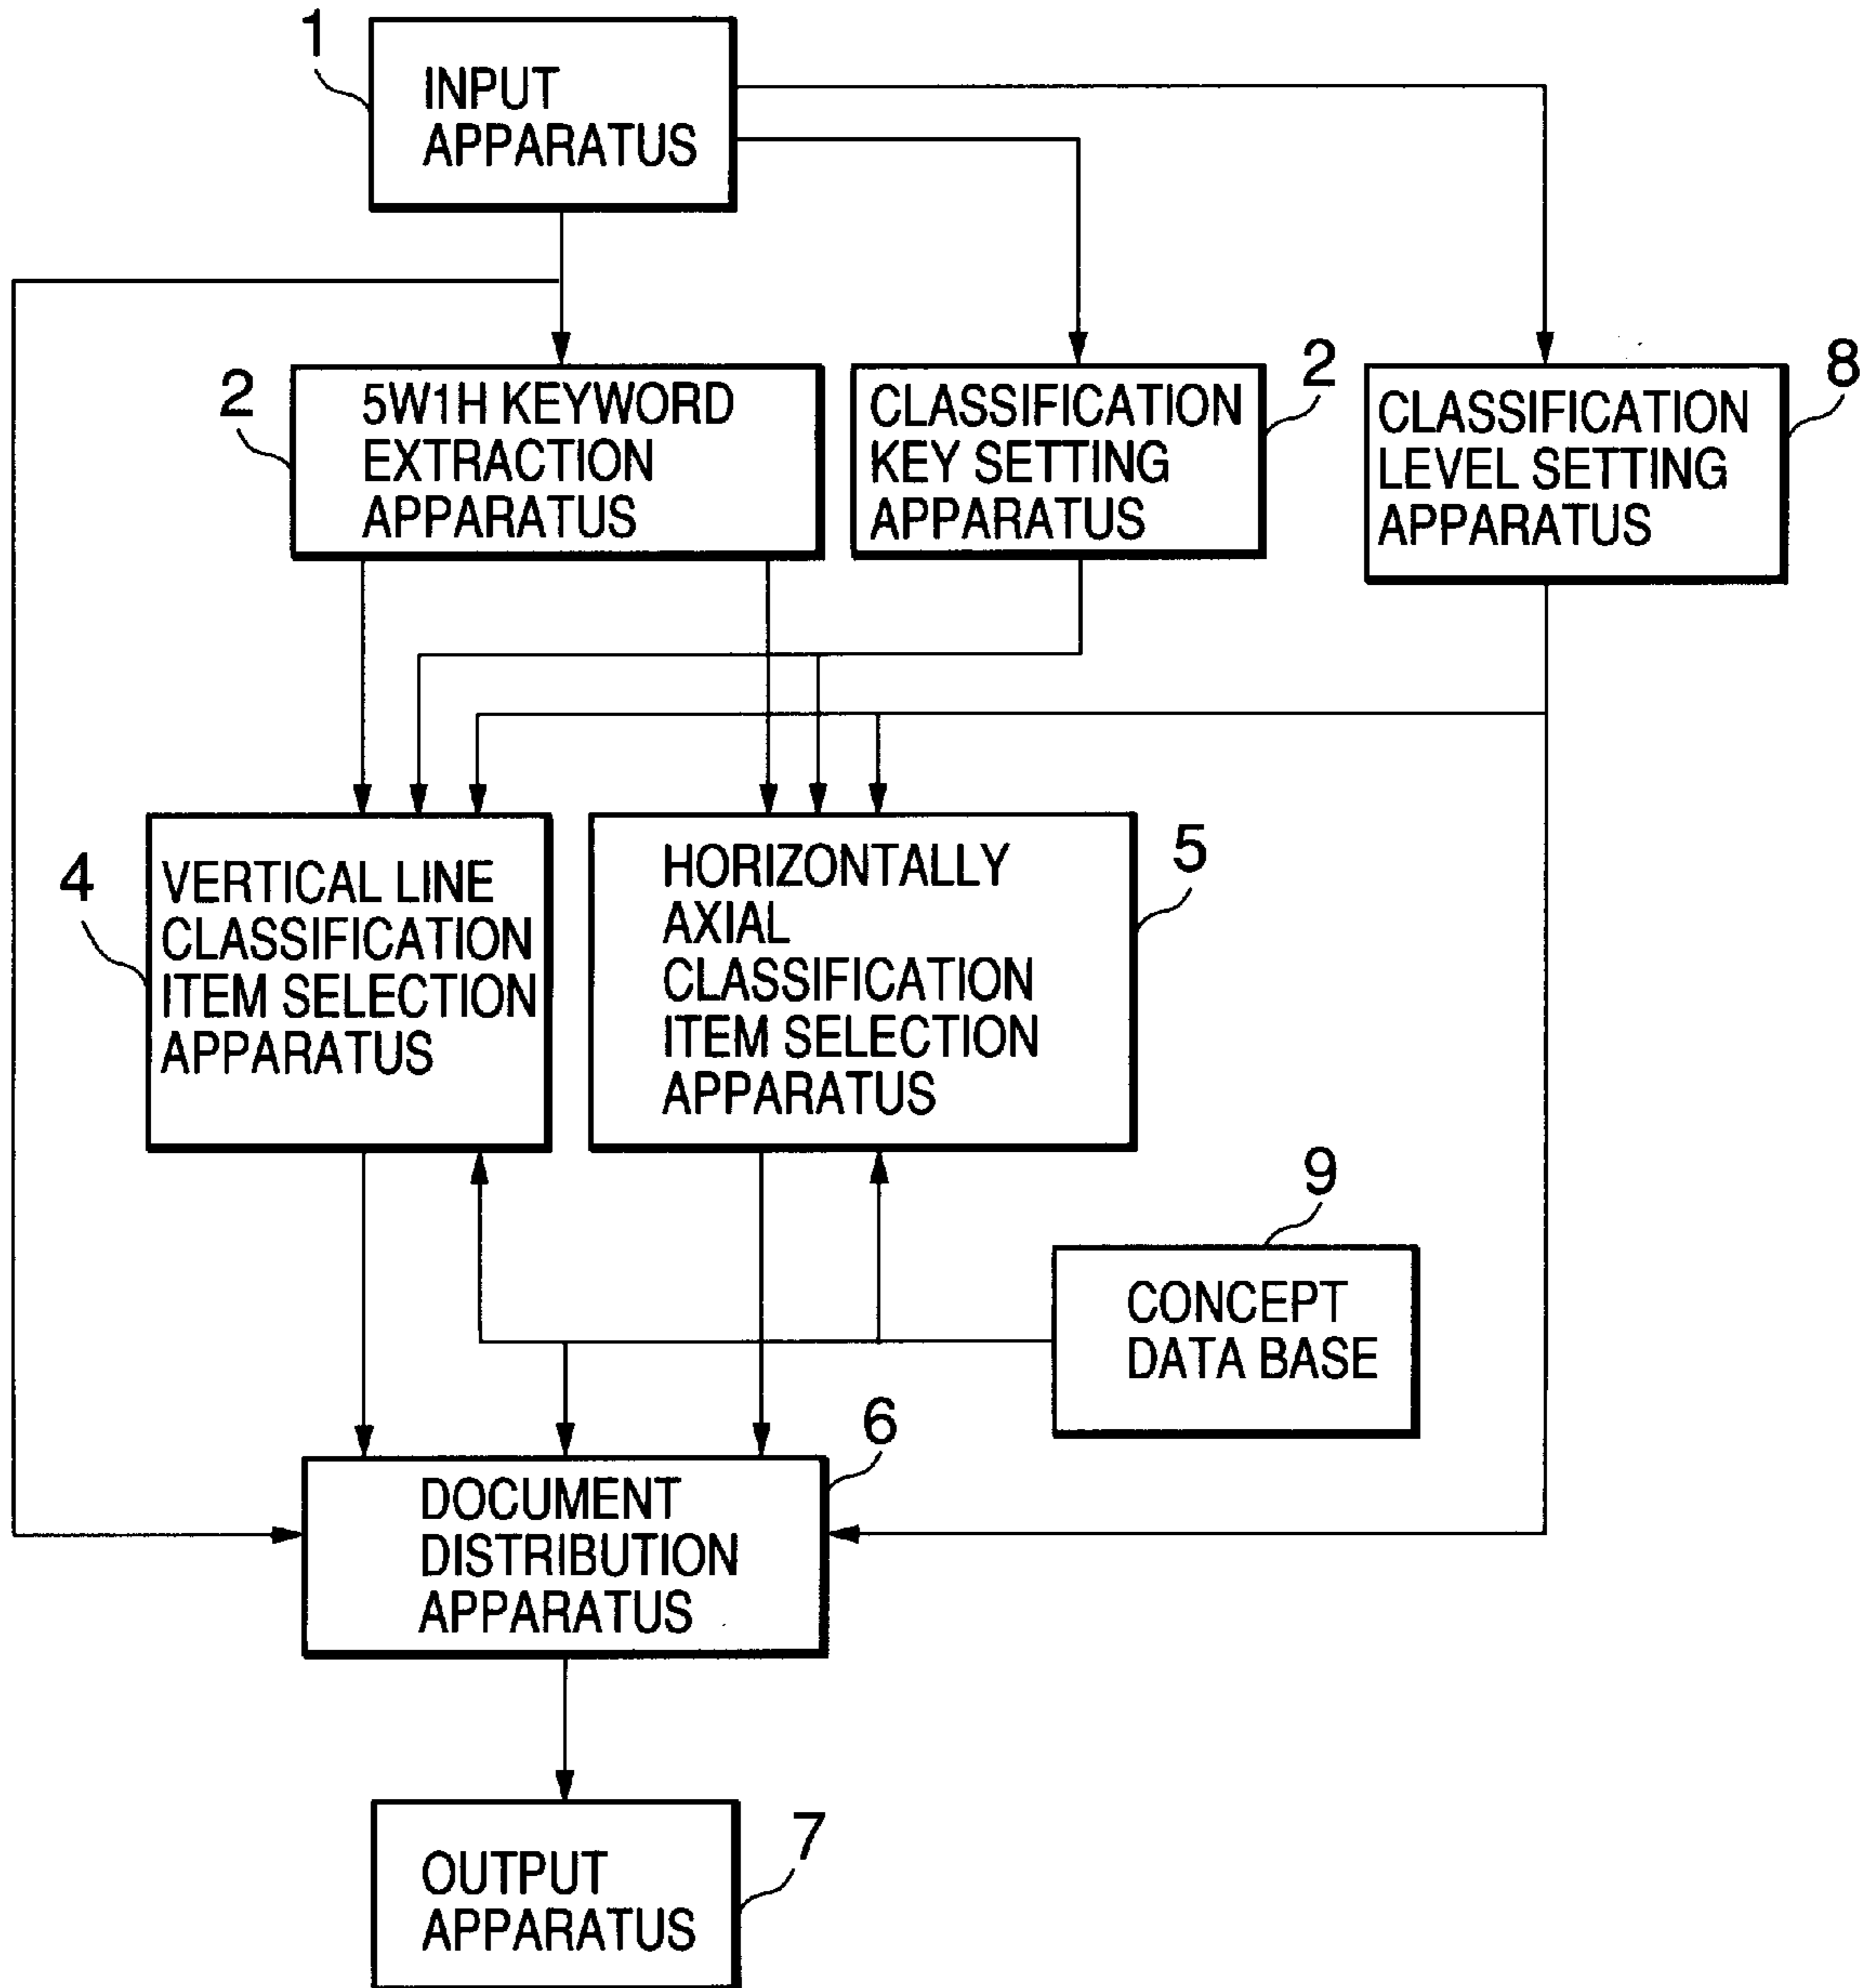 1
INPUT
APPARATUS
2
5W1H KEYWORD
EXTRACTION
APPARATUS
CLASSIFICATION
KEY SETTING
APPARATUS
2
CLASSIFICATION
LEVEL SETTING
APPARATUS
8
4
VERTICAL LINE
CLASSIFICATION
ITEM SELECTION
APPARATUS
HORIZONTALLY
AXIAL
CLASSIFICATION
ITEM SELECTION
APPARATUS
5
9
CONCEPT
DATA BASE
6
DOCUMENT
DISTRIBUTION
APPARATUS
7
OUTPUT
APPARATUS